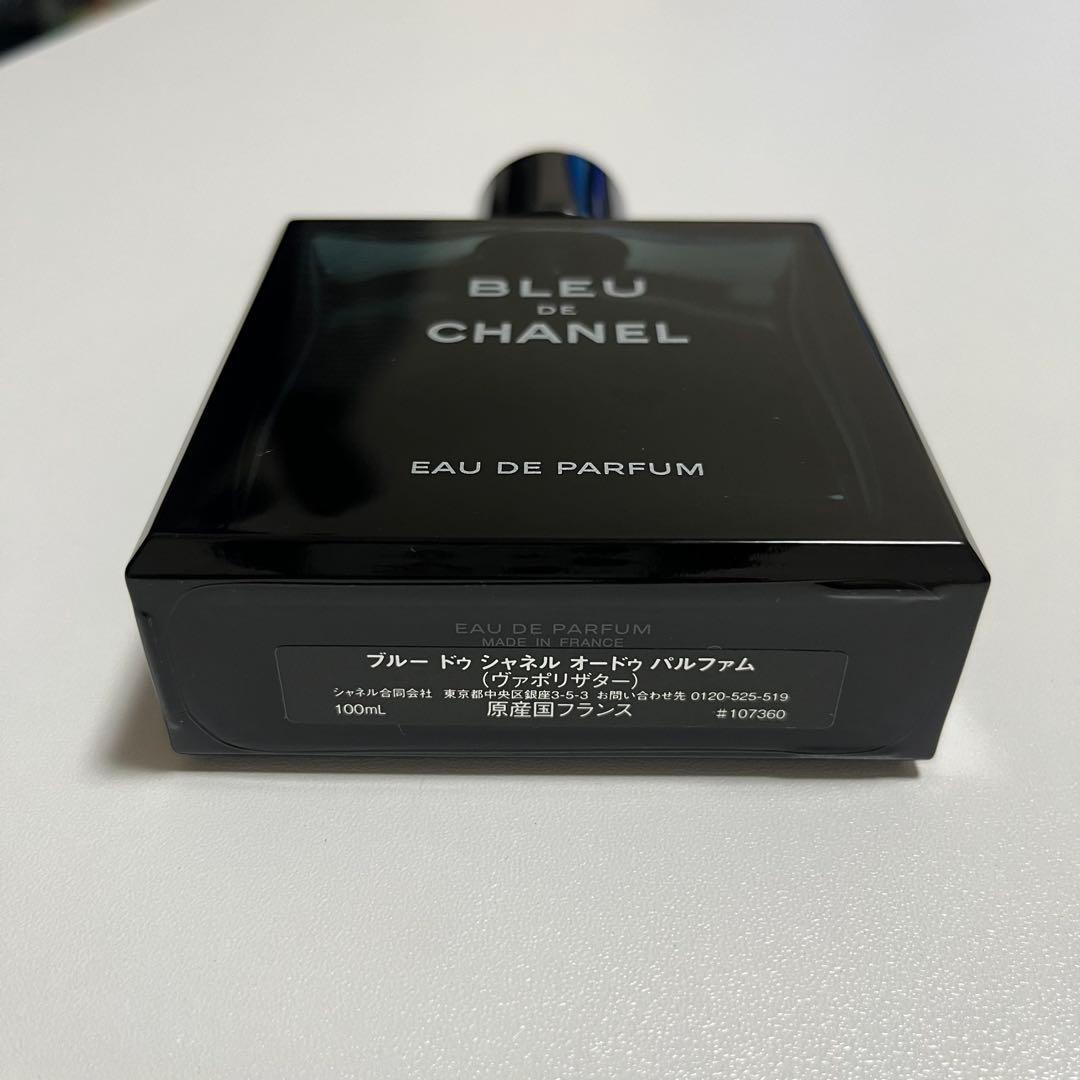 BLEU
DE
CHANEL
EAU DE PARFUM
EAU DE PARFUM
MADE IN FRANCE
ブルー ドゥ シャネル オードゥ パルファム
(ヴァポリザター)
シャネル合同会社 東京都中央区銀座3-5-3 お問い合わせ先 0120-525-519
100mL 原産国フランス #107360